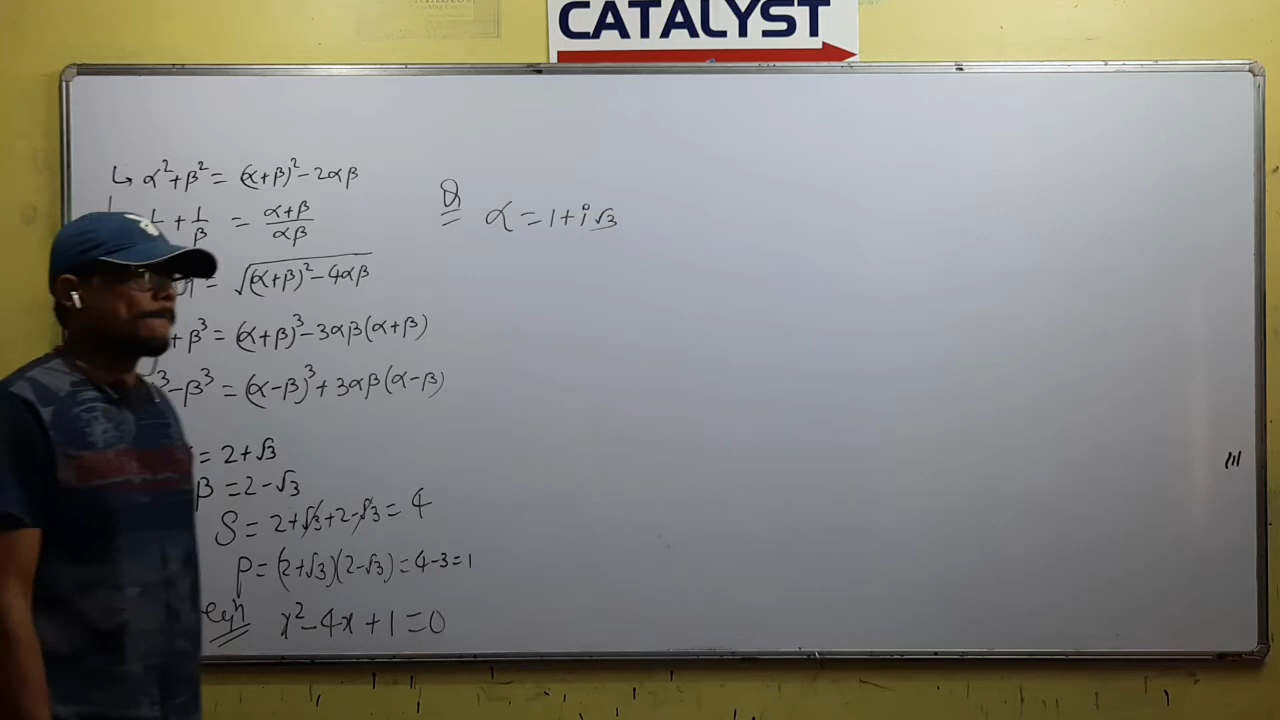 CATALYST
↳ α²+β² = (α+β)²-2αβ
+ 1/β = α+β/αβ
= √(α+β)²-4αβ
+β³ = (α+β)³-3αβ(α+β)
³-β³ = (α-β)³+3αβ(α-β)
= 2+√3
β = 2-√3
S = 2+√3+2-√3 = 4
P = (2+√3)(2-√3) = 4-3 = 1
eqn x²-4x+1=0
Q α = 1+i√3